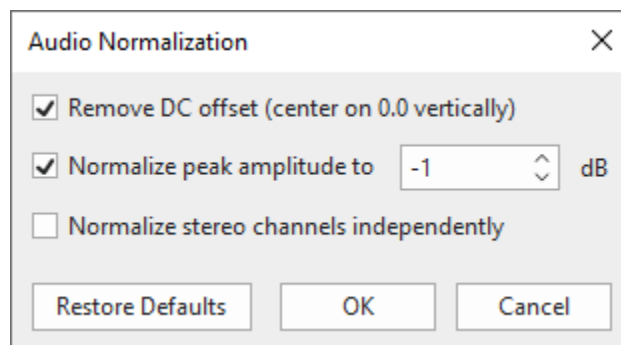 Audio Normalization
Remove DC offset (center on 0.0 vertically)
Normalize peak amplitude to -1 dB
Normalize stereo channels independently
Restore Defaults OK Cancel